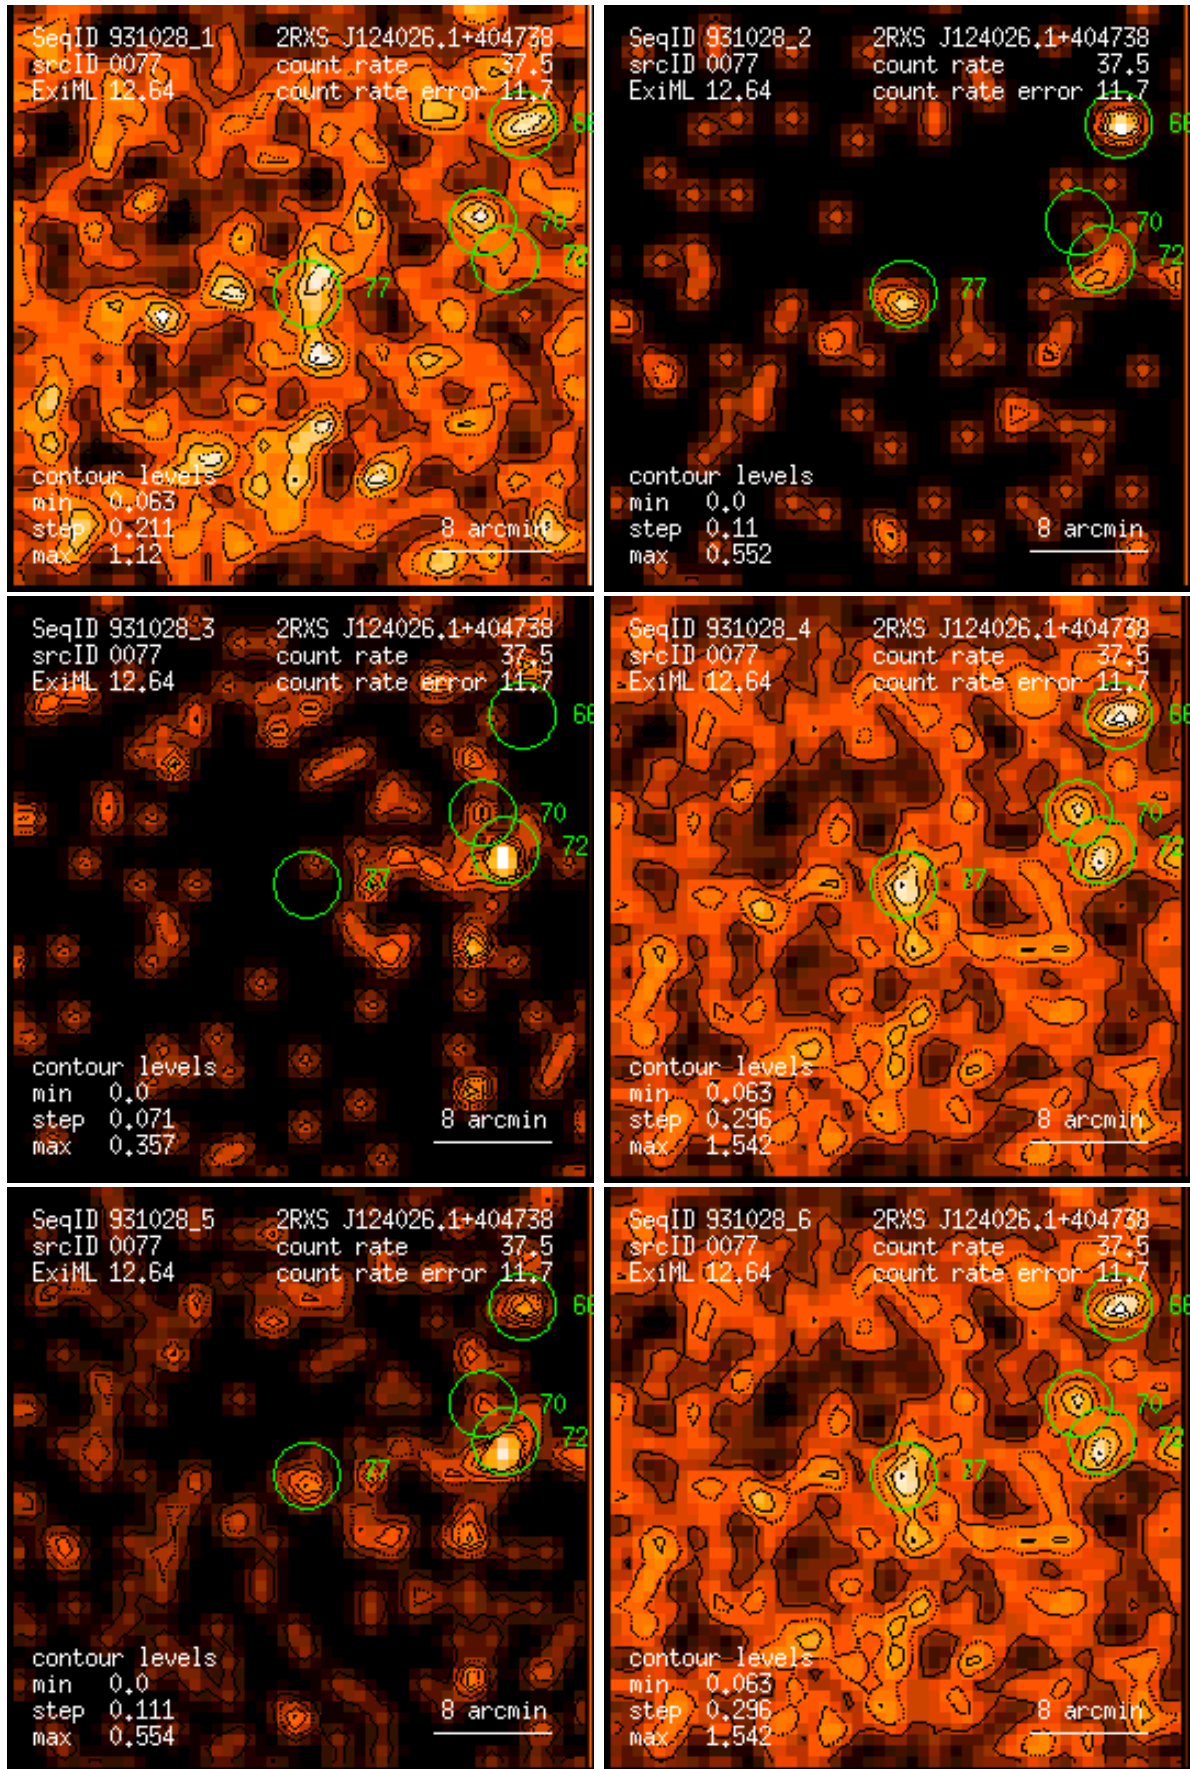 SeqID 931028_1 2RXS J124026.1+404738
srcID 0077 count rate 37.5
ExiML 12.64 count rate error 11.7
66
70
72
77
contour levels
min 0.063
step 0.211 8 arcmin
max 1.12
SeqID 931028_2 2RXS J124026.1+404738
srcID 0077 count rate 37.5
ExiML 12.64 count rate error 11.7
66
70
72
77
contour levels
min 0.0
step 0.11 8 arcmin
max 0.552
SeqID 931028_3 2RXS J124026.1+404738
srcID 0077 count rate 37.5
ExiML 12.64 count rate error 11.7
66
70
72
77
contour levels
min 0.0
step 0.071 8 arcmin
max 0.357
SeqID 931028_4 2RXS J124026.1+404738
srcID 0077 count rate 37.5
ExiML 12.64 count rate error 11.7
66
70
72
77
contour levels
min 0.063
step 0.296 8 arcmin
max 1.542
SeqID 931028_5 2RXS J124026.1+404738
srcID 0077 count rate 37.5
ExiML 12.64 count rate error 11.7
66
70
72
77
contour levels
min 0.0
step 0.111 8 arcmin
max 0.554
SeqID 931028_6 2RXS J124026.1+404738
srcID 0077 count rate 37.5
ExiML 12.64 count rate error 11.7
66
70
72
77
contour levels
min 0.063
step 0.296 8 arcmin
max 1.542